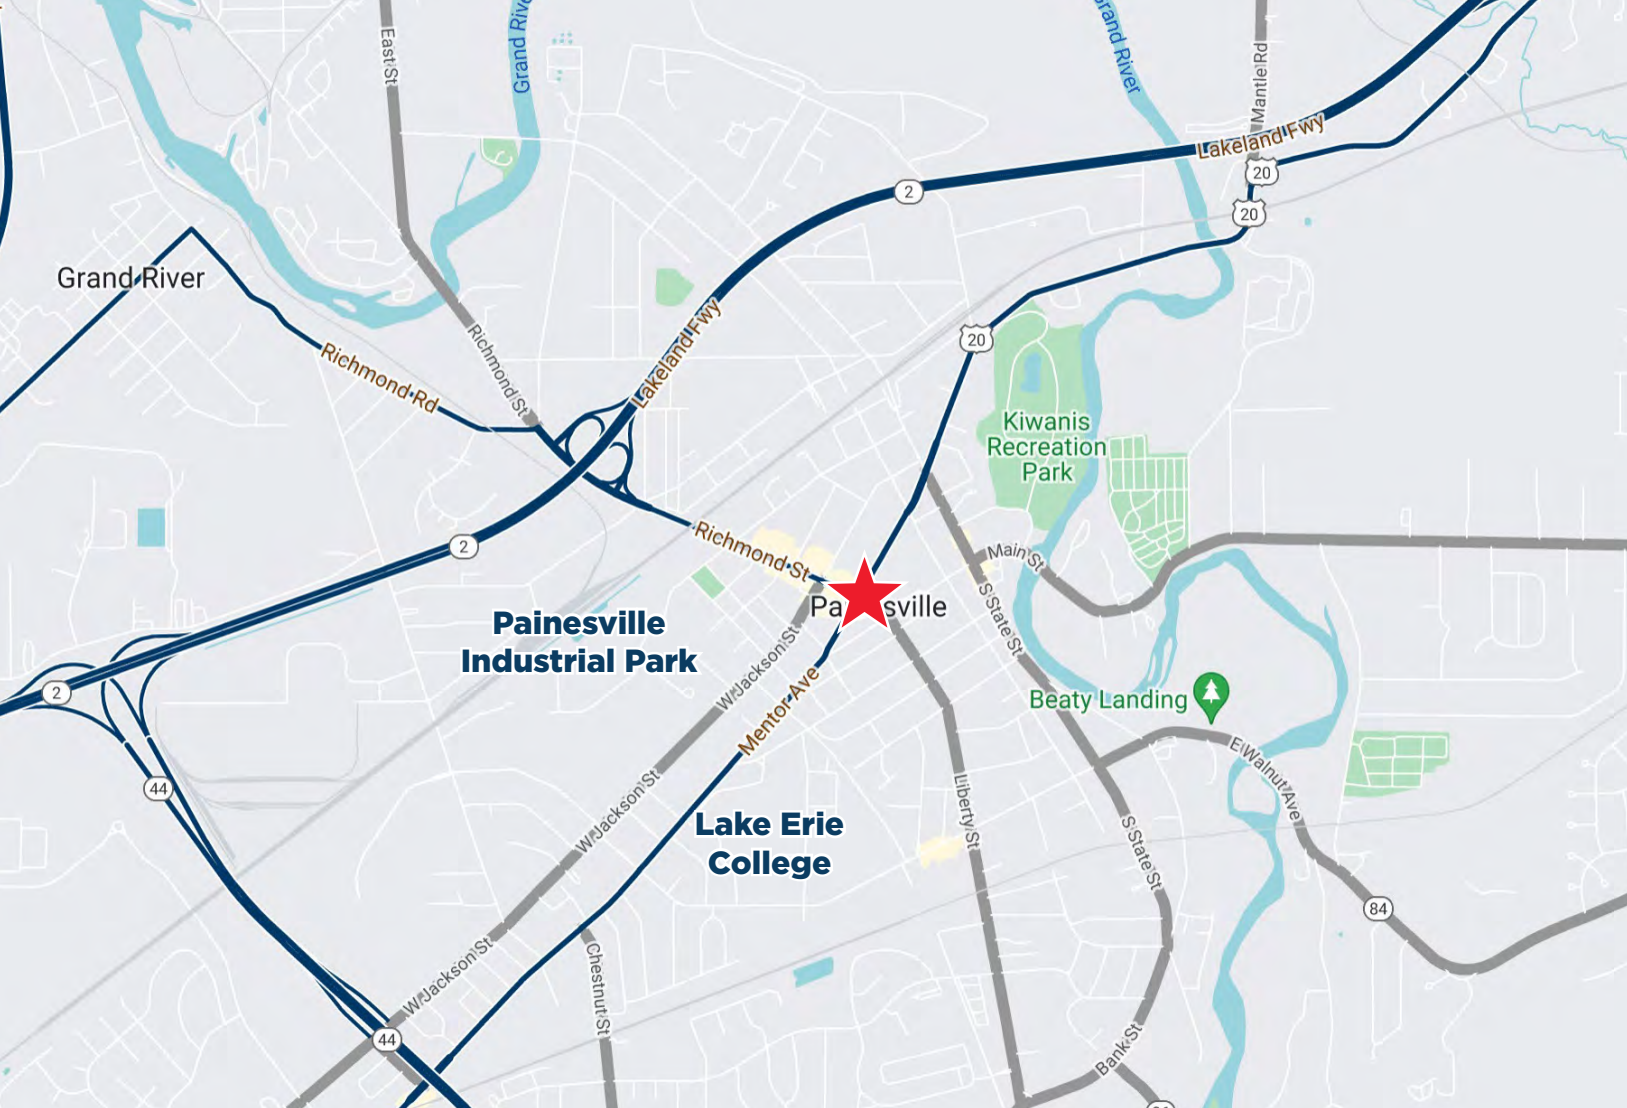 East St
Grand Rive
Grand River
Mantle Rd
Lakeland Fwy
20
2
20
Grand River
Richmond Rd
Richmond St
Lakeland Fwy
20
Kiwanis
Recreation
Park
2
Richmond St
Main St
Painesville
Industrial Park
Pa sville
S State St
2
W Jackson St
Mentor Ave
Beaty Landing
E Walnut Ave
44
W Jackson St
Liberty St
Lake Erie
College
S State St
84
W Jackson St
Chestnut St
44
Bank St